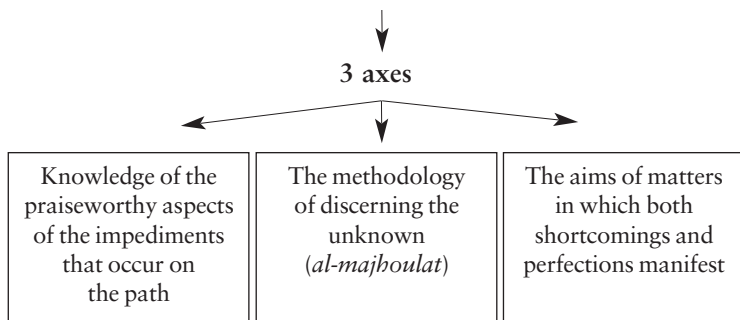 3 axes
Knowledge of the
praiseworthy aspects
of the impediments
that occur on
the path
The methodology
of discerning the
unknown
(al-majhoulat)
The aims of matters
in which both
shortcomings and
perfections manifest